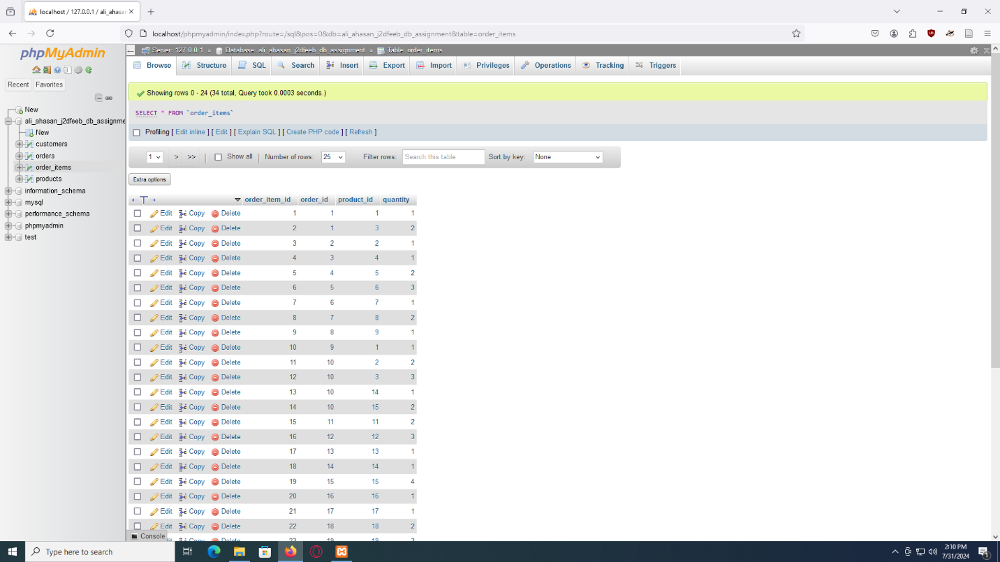 localhost / 127.0.0.1 / ali_ahasan
localhost/phpmyadmin/index.php?route=/sql&pos=0&db=ali_ahasan_j2dfeeb_db_assignment&table=order_items
phpMyAdmin
Recent Favorites
New
ali_ahasan_j2dfeeb_db_assignme
New
customers
orders
order_items
products
information_schema
mysql
performance_schema
phpmyadmin
test
Server: 127.0.0.1 » Database: ali_ahasan_j2dfeeb_db_assignment » Table: order_items
Browse Structure SQL Search Insert Export Import Privileges Operations Tracking Triggers
Showing rows 0 - 24 (34 total, Query took 0.0003 seconds.)
SELECT * FROM `order_items`
Profiling [ Edit inline ] [ Edit ] [ Explain SQL ] [ Create PHP code ] [ Refresh ]
1 > >> Show all Number of rows: 25 Filter rows: Search this table Sort by key: None
Extra options
←T→ order_item_id order_id product_id quantity
Edit Copy Delete 1 1 1 1
Edit Copy Delete 2 1 3 2
Edit Copy Delete 3 2 2 1
Edit Copy Delete 4 3 4 1
Edit Copy Delete 5 4 5 2
Edit Copy Delete 6 5 6 3
Edit Copy Delete 7 6 7 1
Edit Copy Delete 8 7 8 2
Edit Copy Delete 9 8 9 1
Edit Copy Delete 10 9 1 1
Edit Copy Delete 11 10 2 2
Edit Copy Delete 12 10 3 3
Edit Copy Delete 13 10 14 1
Edit Copy Delete 14 10 15 2
Edit Copy Delete 15 11 11 2
Edit Copy Delete 16 12 12 3
Edit Copy Delete 17 13 13 1
Edit Copy Delete 18 14 14 1
Edit Copy Delete 19 15 15 4
Edit Copy Delete 20 16 16 1
Edit Copy Delete 21 17 17 1
Edit Copy Delete 22 18 18 2
Console
Copy Delete 23 19 19 3
Type here to search
2:10 PM
7/31/2024
1